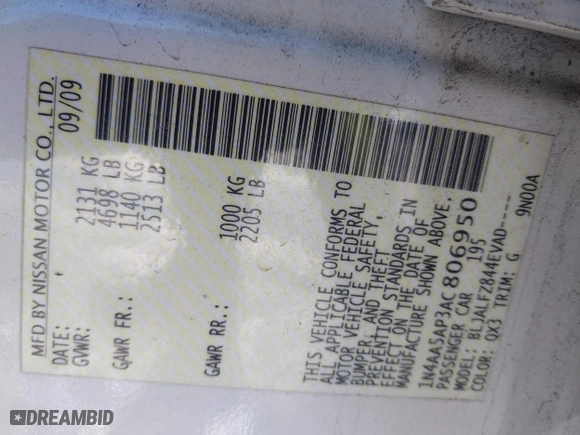 MFD BY NISSAN MOTOR CO., LTD.
DATE: 09/09
GVWR: 2131 KG
4698 LB
GAWR FR.: 1140 KG
2513 LB
GAWR RR.: 1000 KG
2205 LB
THIS VEHICLE CONFORMS TO
ALL APPLICABLE FEDERAL
MOTOR VEHICLE SAFETY,
BUMPER, AND THEFT
PREVENTION STANDARDS IN
EFFECT ON THE DATE OF
MANUFACTURE SHOWN ABOVE.
1N4AA5AP3AC806950
PASSENGER CAR 195
MODEL: BLJALFZB44EVAD----
COLOR: QX3 TRIM: G 9N00A
DREAMBID